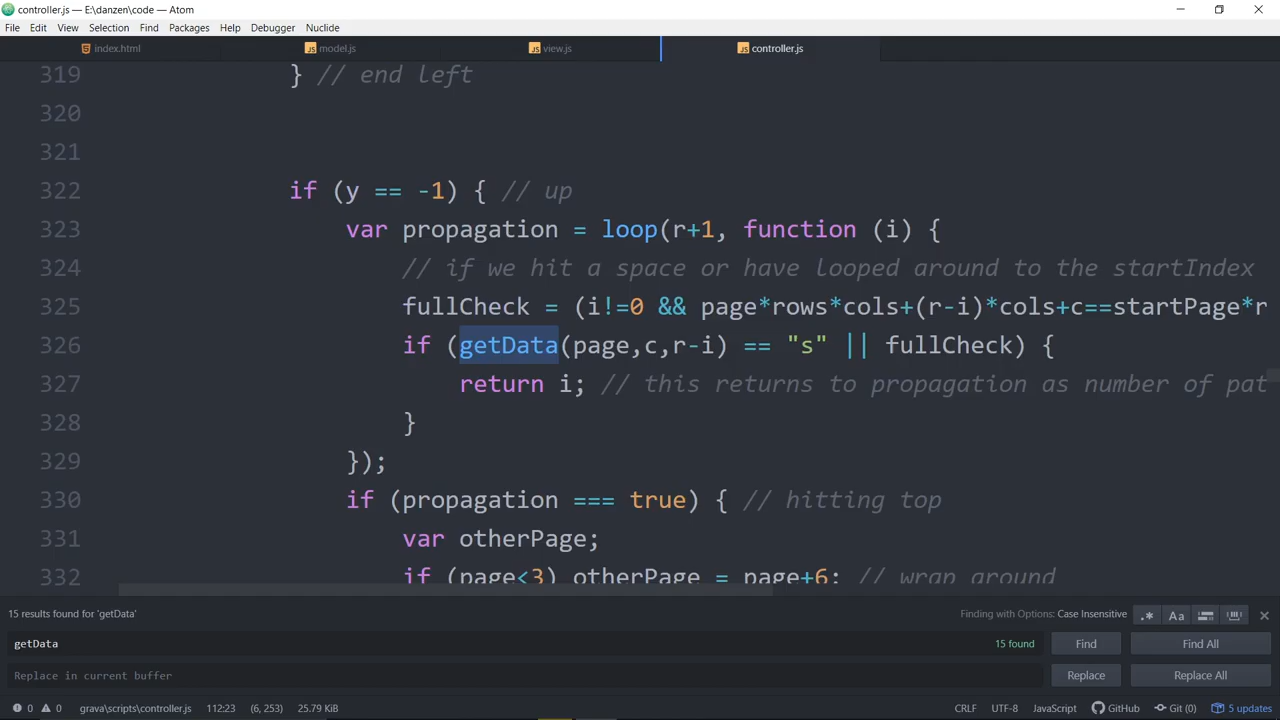 controller.js — E:\danzen\code — Atom
File Edit View Selection Find Packages Help Debugger Nuclide
index.html model.js view.js controller.js
319 } // end left
320
321
322 if (y == -1) { // up
323 var propagation = loop(r+1, function (i) {
324 // if we hit a space or have looped around to the startIndex
325 fullCheck = (i!=0 && page*rows*cols+(r-i)*cols+c==startPage*r
326 if (getData(page,c,r-i) == "s" || fullCheck) {
327 return i; // this returns to propagation as number of pat
328 }
329 });
330 if (propagation === true) { // hitting top
331 var otherPage;
332 if (page<3) otherPage = page+6; // wrap around
15 results found for 'getData' Finding with Options: Case Insensitive .* Aa
getData 15 found Find Find All
Replace in current buffer Replace Replace All
0 0 grava\scripts\controller.js 112:23 (6, 253) 25.79 KiB CRLF UTF-8 JavaScript GitHub Git (0) 5 updates